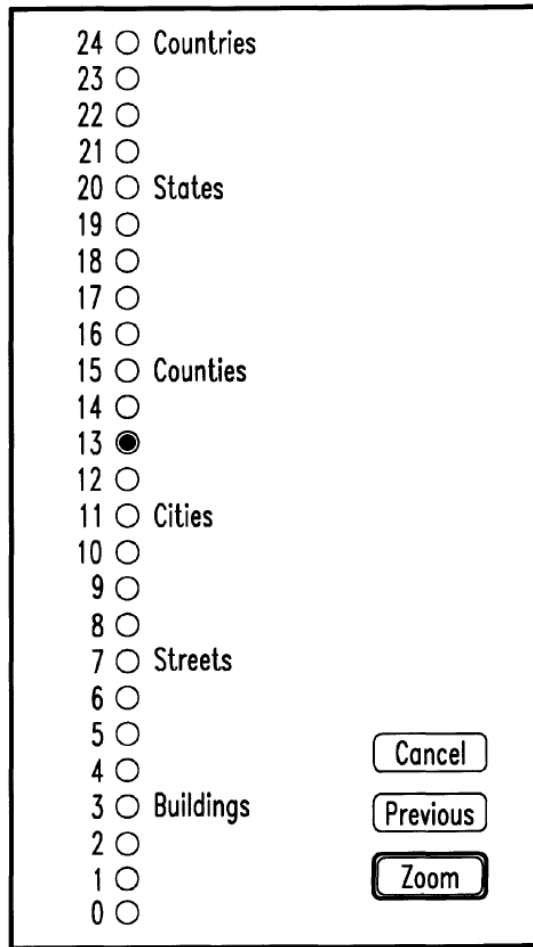 24 Countries
23
22
21
20 States
19
18
17
16
15 Counties
14
13
12
11 Cities
10
9
8
7 Streets
6
5
4
Cancel
3 Buildings
Previous
2
1
Zoom
0